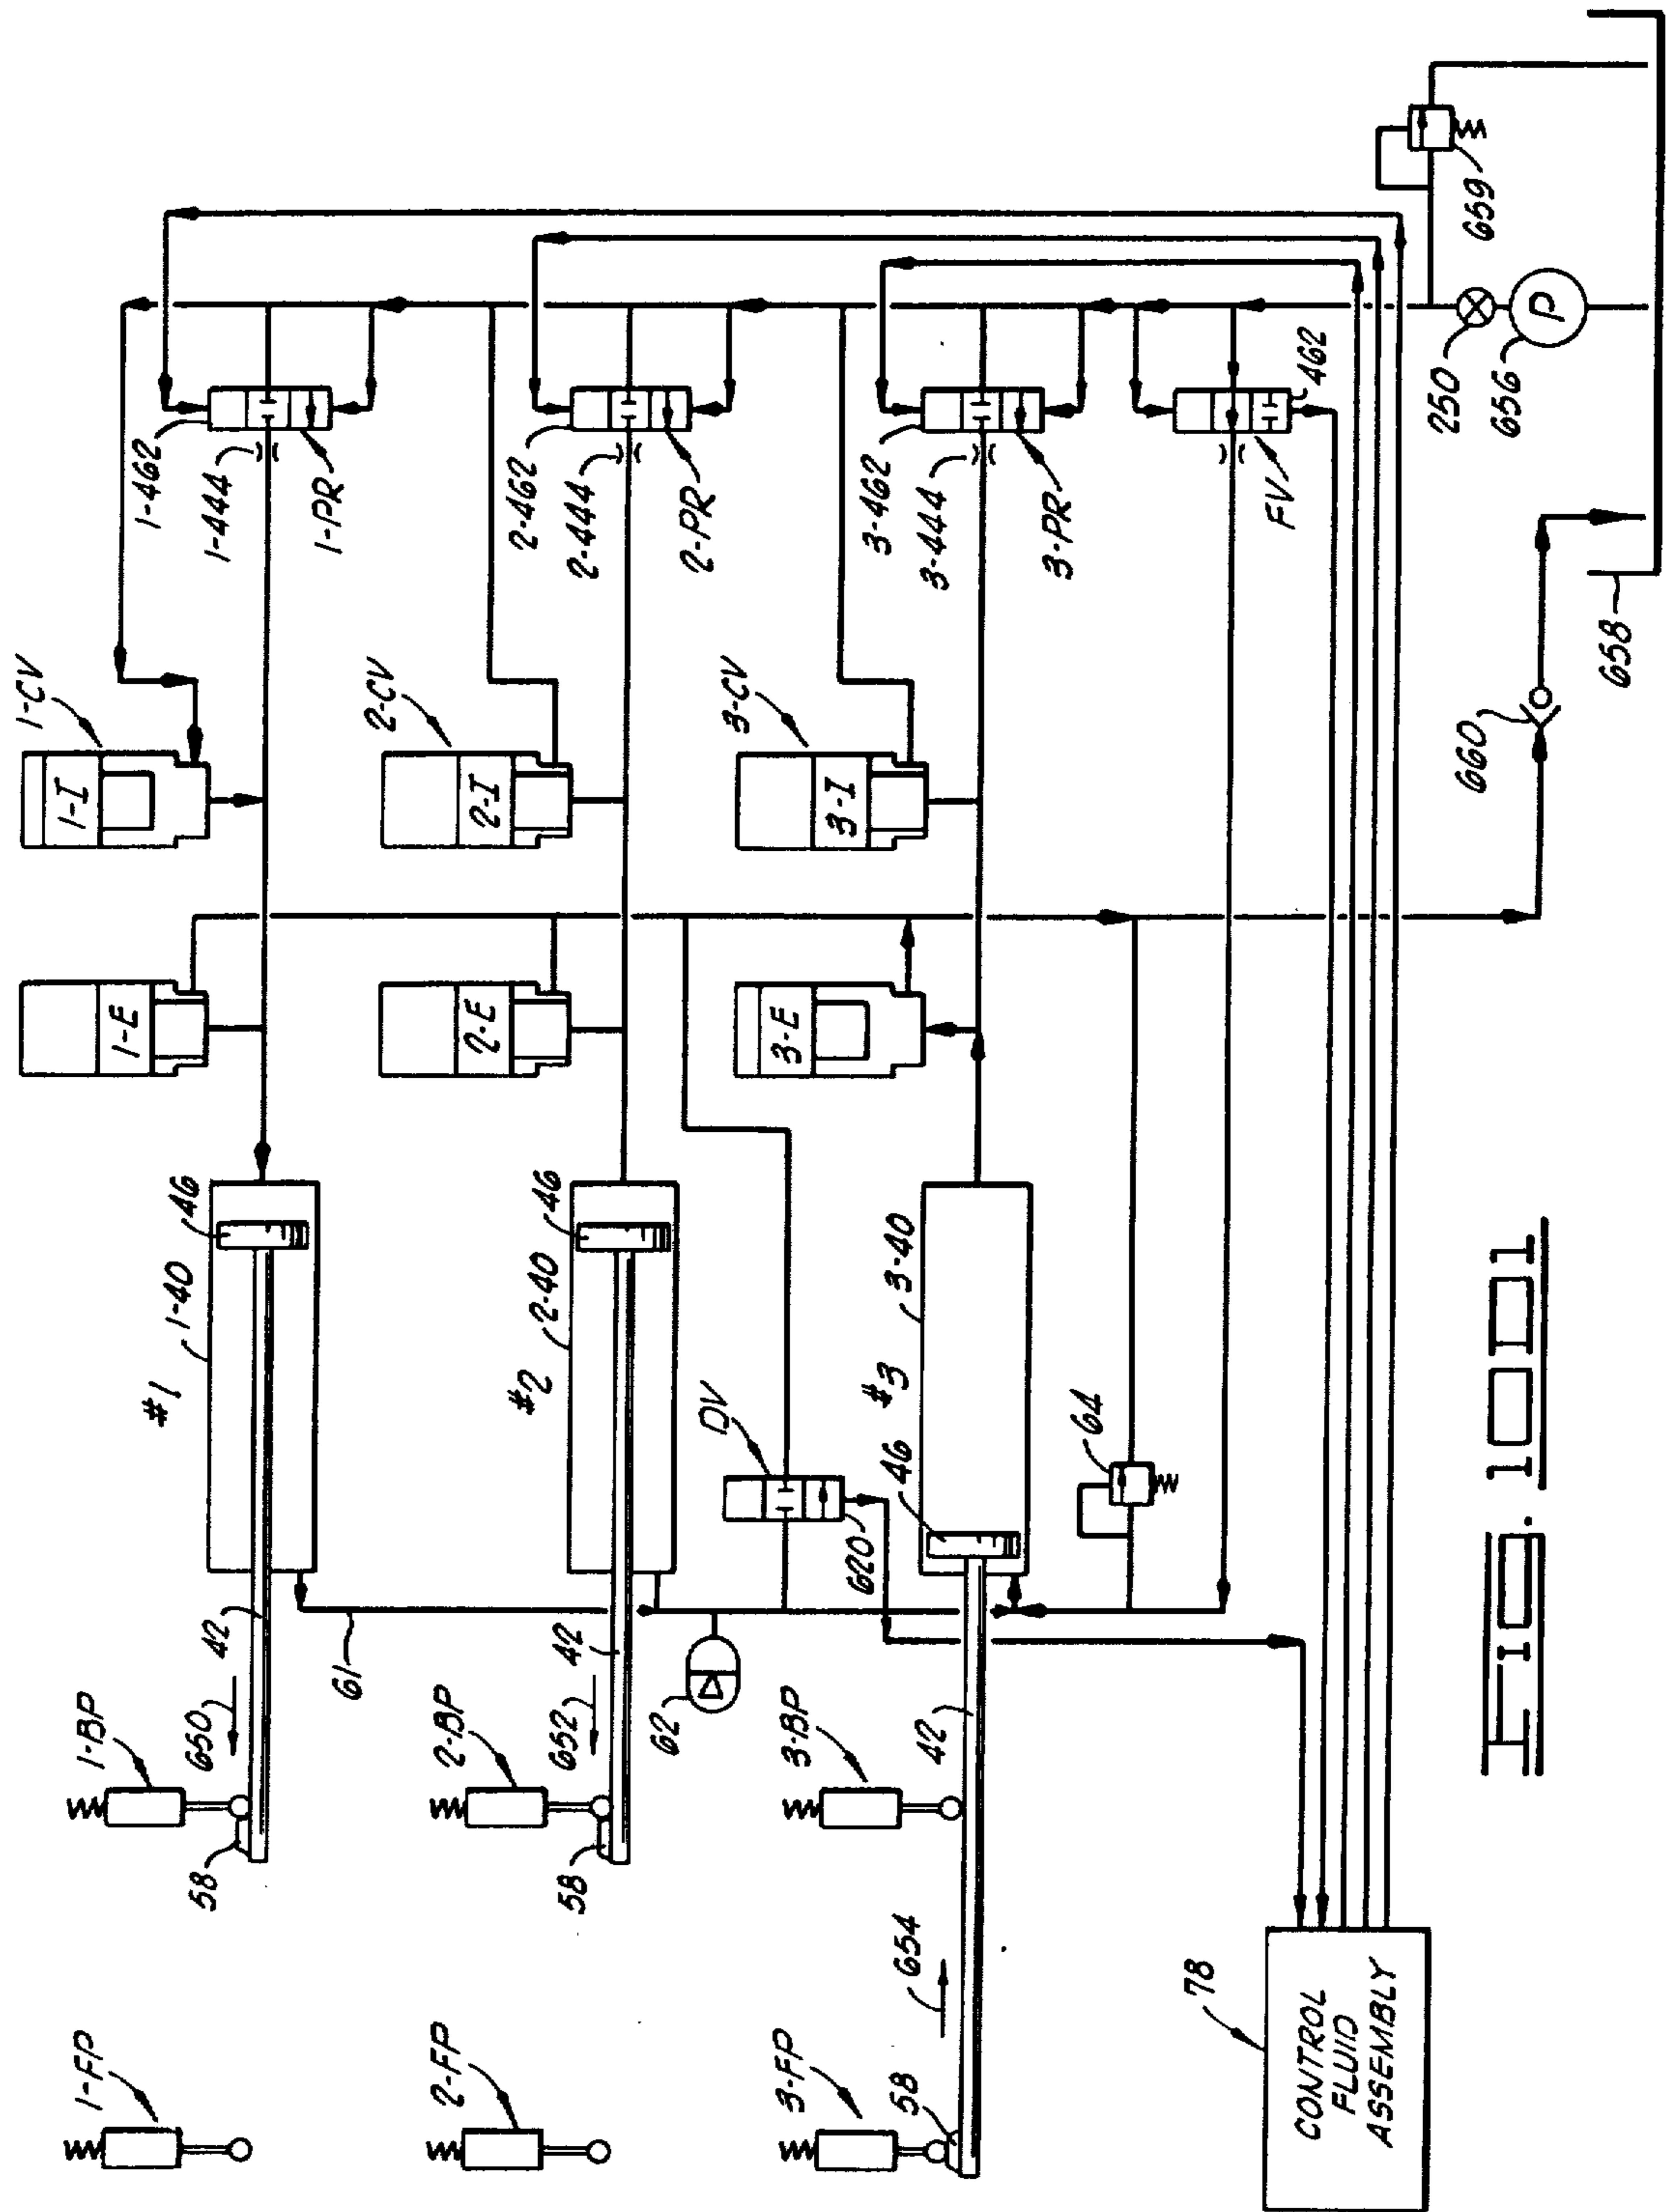 1-FP
1-BP
650
42
58
61
#1
1-40
46
1-E
1-CV
1-I
1-462
1-444
1-PR
2-FP
2-BP
652
42
58
62
#2
2-40
46
2-E
2-CV
2-I
2-462
2-444
2-PR
DV
620
3-FP
58
654
3-BP
42
46
#3
3-40
3-E
3-CV
3-I
3-462
3-444
3-PR
64
FV
462
78
CONTROL
FLUID
ASSEMBLY
660
658
250
P
656
659
Fig. 10